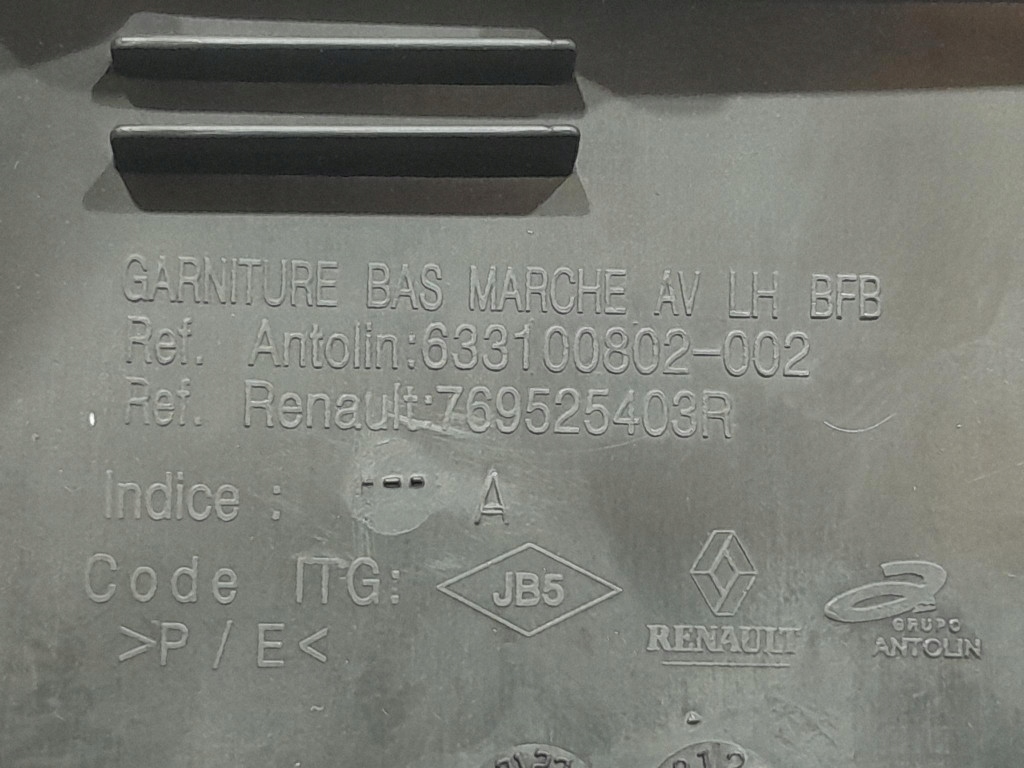 GARNITURE BAS MARCHE AV LH BFB
Ref. Antolin:633100802-002
Ref. Renault:769525403R
Indice : --- A
Code ITG: JB5
>P/E<
RENAULT
GRUPO
ANTOLIN